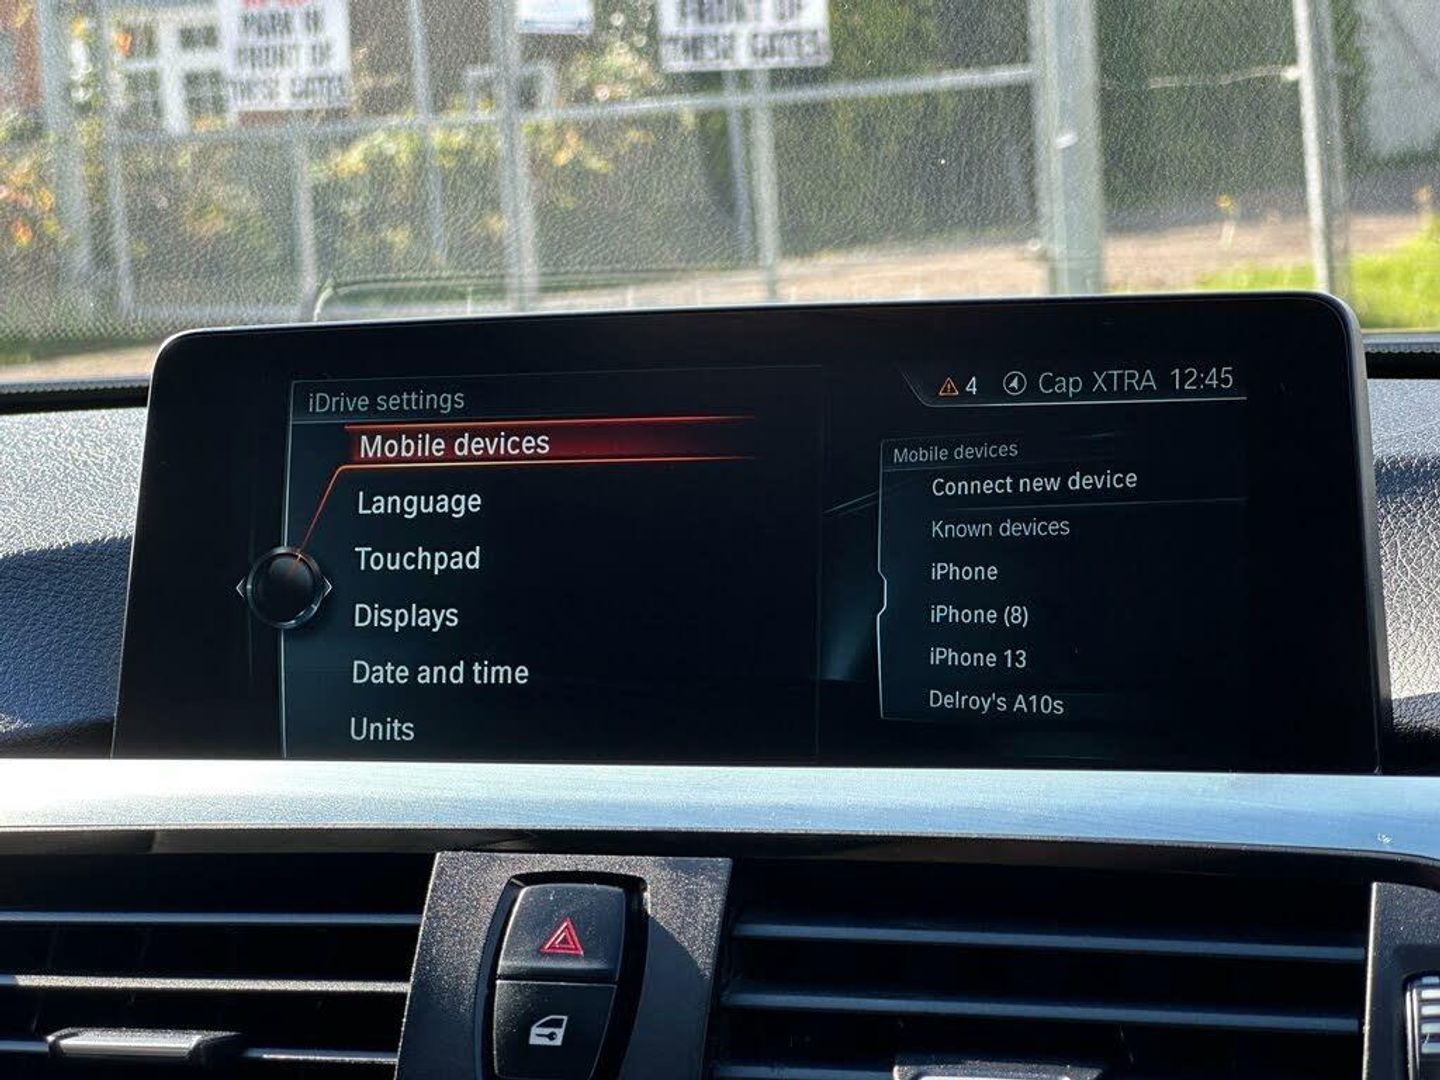 PARK IN
FRONT OF
THESE GATES
FRONT OF
THESE GATES
iDrive settings
4 Cap XTRA 12:45
Mobile devices
Language
Touchpad
Displays
Date and time
Units
Mobile devices
Connect new device
Known devices
iPhone
iPhone (8)
iPhone 13
Delroy's A10s